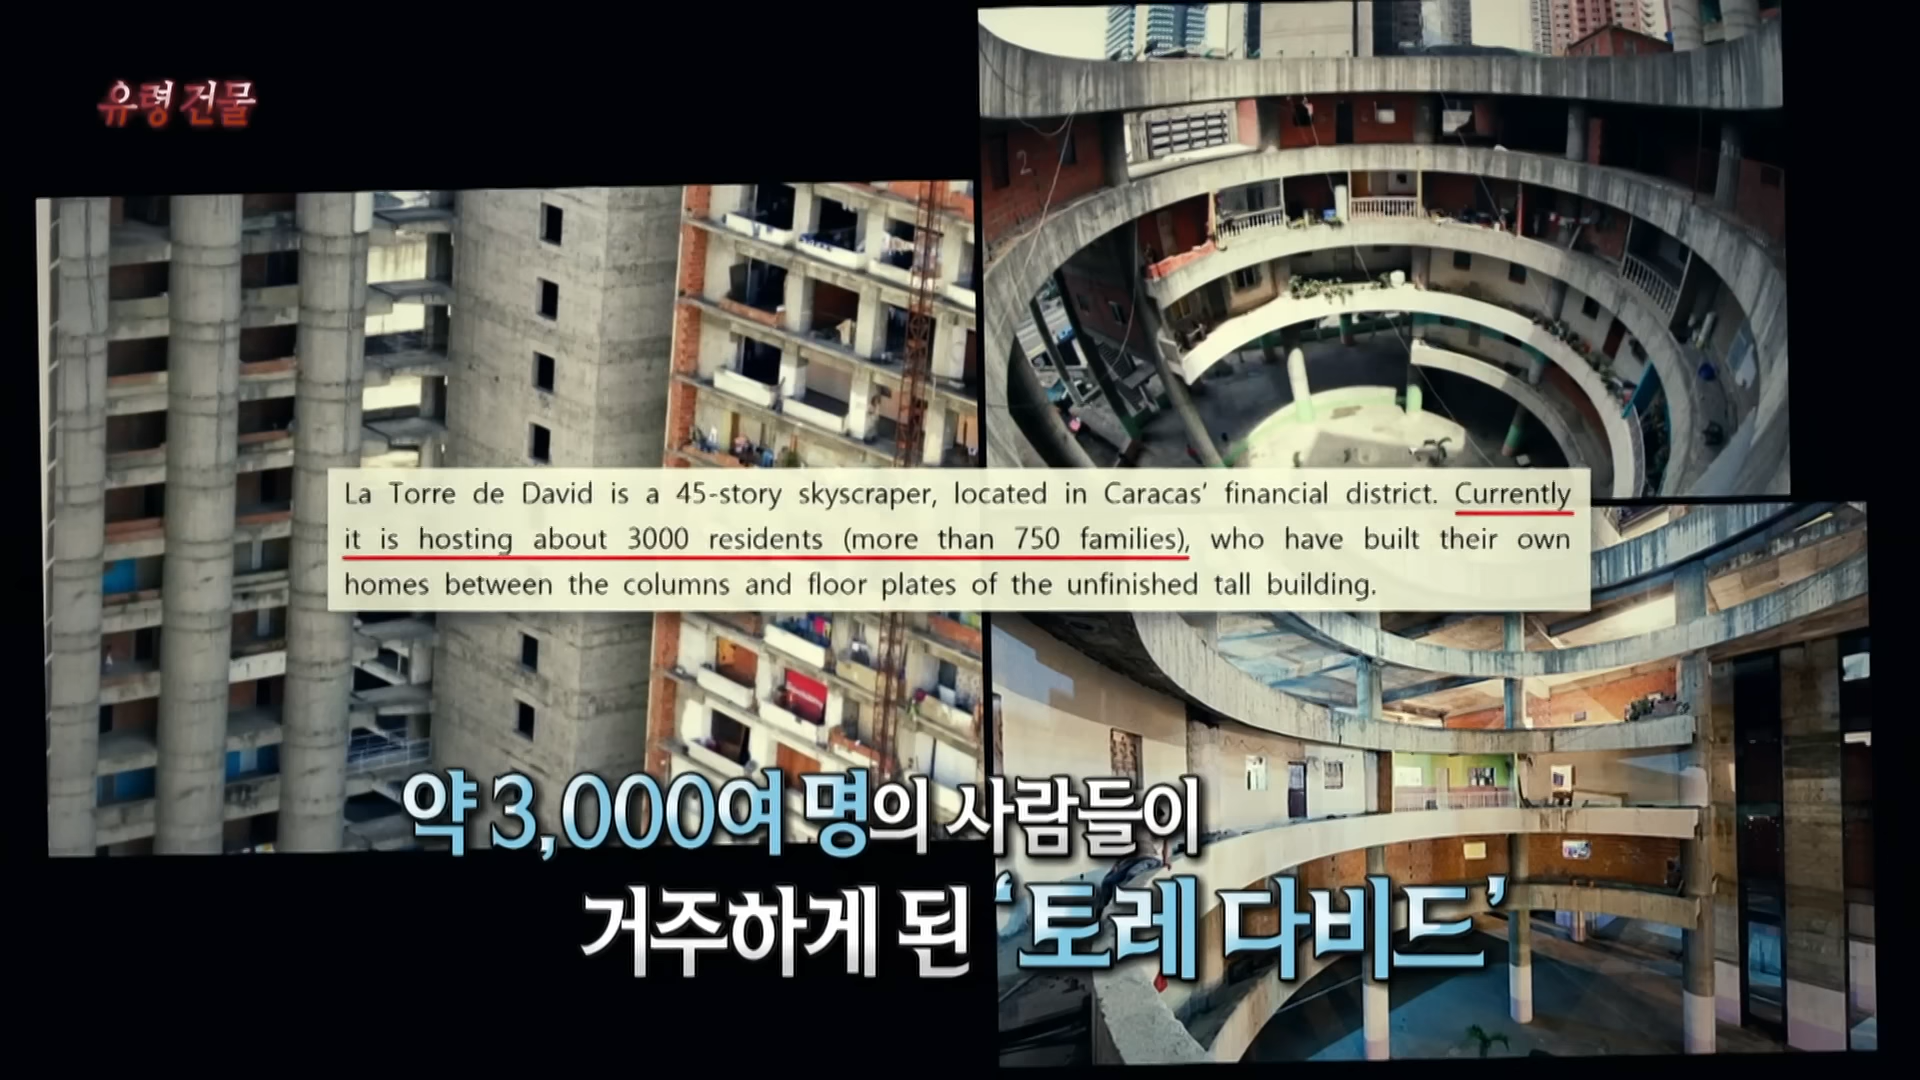 유령 건물
La Torre de David is a 45-story skyscraper, located in Caracas' financial district. Currently
it is hosting about 3000 residents (more than 750 families), who have built their own
homes between the columns and floor plates of the unfinished tall building.
약 3,000여 명의 사람들이
거주하게 된 ‘토레 다비드’